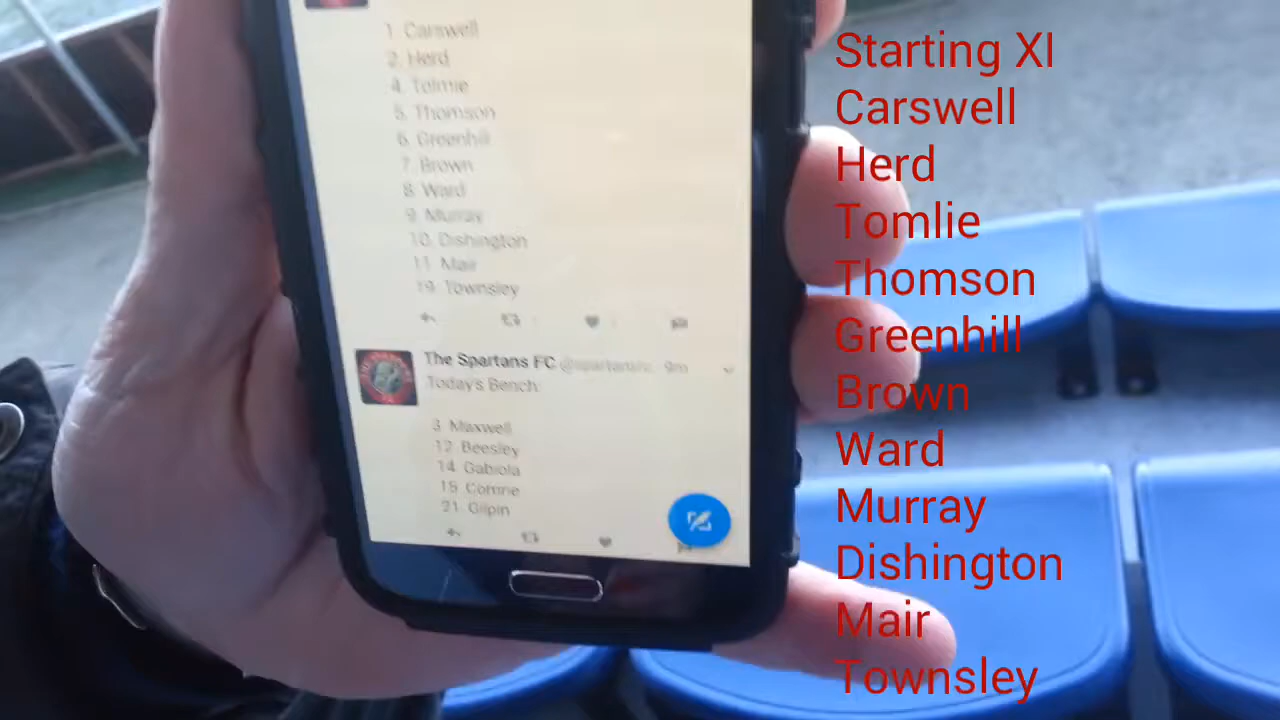 1. Carswell
2. Herd
4. Tolmie
5. Thomson
6. Greenhill
7. Brown
8. Ward
9. Murray
10. Dishington
11. Mair
19. Townsley
The Spartans FC @spartansfc 9m
Today's Bench:
3. Maxwell
12. Beesley
14. Gabiola
15. Comrie
21. Gilpin
Starting XI
Carswell
Herd
Tomlie
Thomson
Greenhill
Brown
Ward
Murray
Dishington
Mair
Townsley